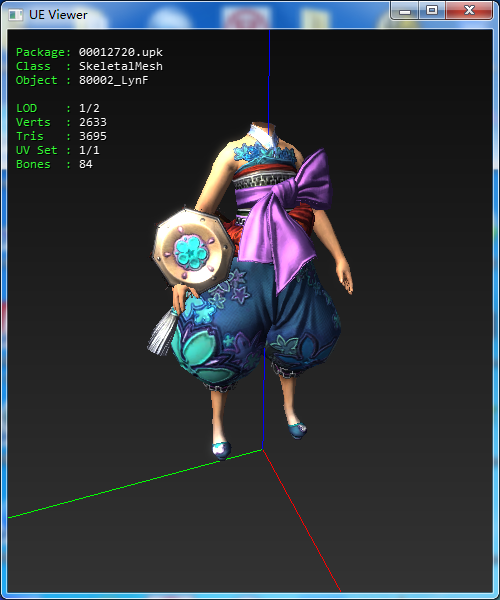 UE Viewer
Package: 00012720.upk
Class : SkeletalMesh
Object : 80002_LynF
LOD : 1/2
Verts : 2633
Tris : 3695
UV Set : 1/1
Bones : 84